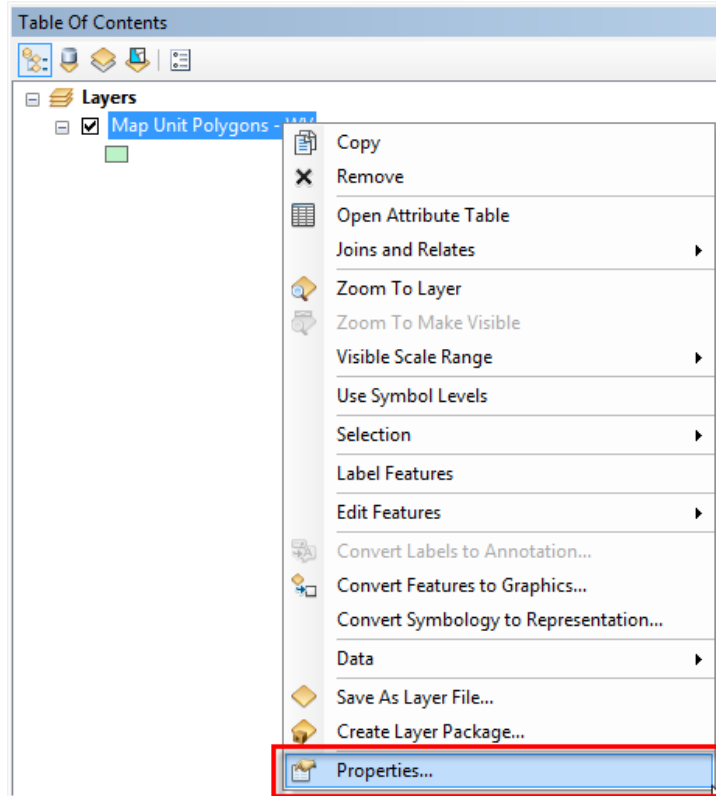 Table Of Contents
Layers
Map Unit Polygons - WV
Copy
Remove
Open Attribute Table
Joins and Relates
Zoom To Layer
Zoom To Make Visible
Visible Scale Range
Use Symbol Levels
Selection
Label Features
Edit Features
Convert Labels to Annotation...
Convert Features to Graphics...
Convert Symbology to Representation...
Data
Save As Layer File...
Create Layer Package...
Properties...